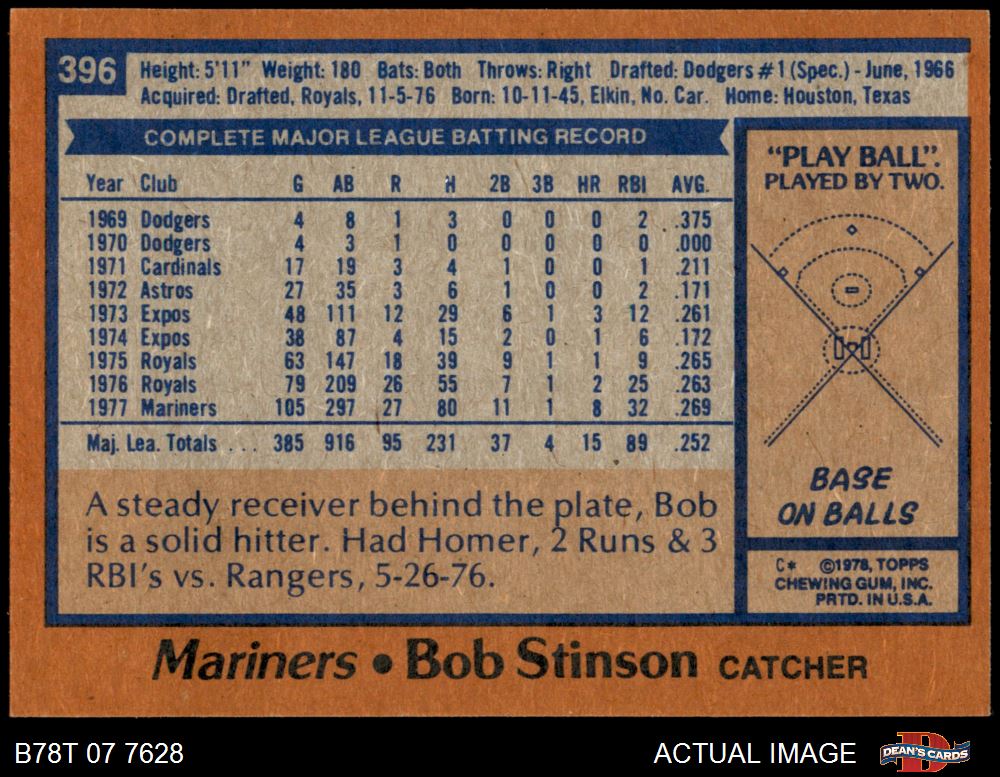 396
Height: 5'11" Weight: 180 Bats: Both Throws: Right Drafted: Dodgers #1 (Spec.) - June, 1966
Acquired: Drafted, Royals, 11-5-76 Born: 10-11-45, Elkin, No. Car. Home: Houston, Texas
COMPLETE MAJOR LEAGUE BATTING RECORD
Year Club G AB R H 2B 3B HR RBI AVG.
1969 Dodgers 4 8 1 3 0 0 0 2 .375
1970 Dodgers 4 3 1 0 0 0 0 0 .000
1971 Cardinals 17 19 3 4 1 0 0 1 .211
1972 Astros 27 35 3 6 1 0 0 2 .171
1973 Expos 48 111 12 29 6 1 3 12 .261
1974 Expos 38 87 4 15 2 0 1 6 .172
1975 Royals 63 147 18 39 9 1 1 9 .265
1976 Royals 79 209 26 55 7 1 2 25 .263
1977 Mariners 105 297 27 80 11 1 8 32 .269
Maj. Lea. Totals . . . 385 916 95 231 37 4 15 89 .252
A steady receiver behind the plate, Bob
is a solid hitter. Had Homer, 2 Runs & 3
RBI's vs. Rangers, 5-26-76.
"PLAY BALL".
PLAYED BY TWO.
BASE
ON BALLS
C* ©1978, TOPPS
CHEWING GUM, INC.
PRTD. IN U.S.A.
Mariners • Bob Stinson CATCHER
B78T 07 7628
ACTUAL IMAGE
D
DEAN'S CARDS